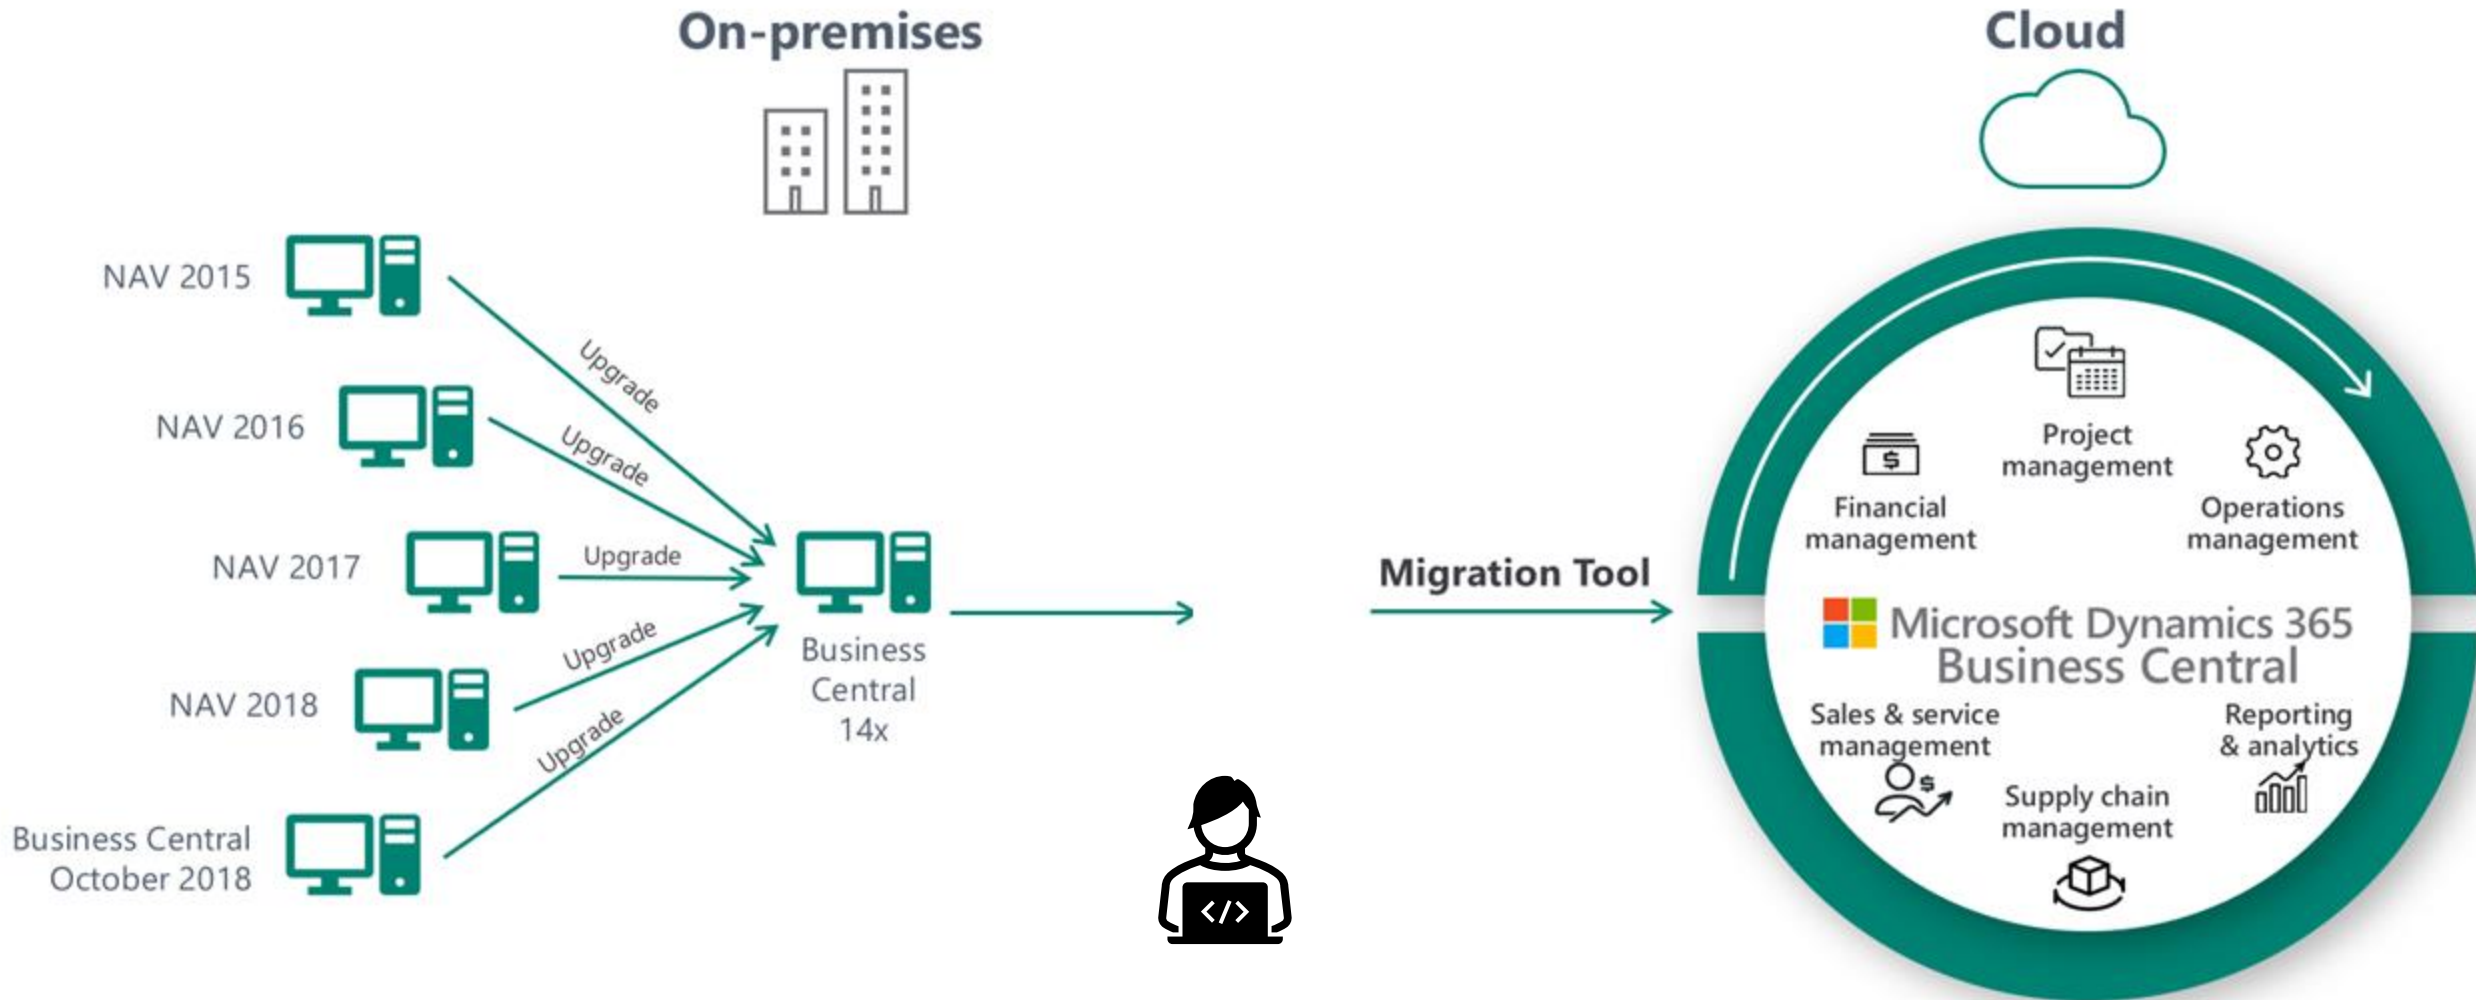 On-premises
Cloud
NAV 2015
Upgrade
NAV 2016
Upgrade
NAV 2017
Upgrade
NAV 2018
Upgrade
Business Central
October 2018
Upgrade
Business
Central
14x
</>
Migration Tool
Project
management
Financial
management
Operations
management
Microsoft Dynamics 365
Business Central
Sales & service
management
Reporting
& analytics
Supply chain
management
$
$